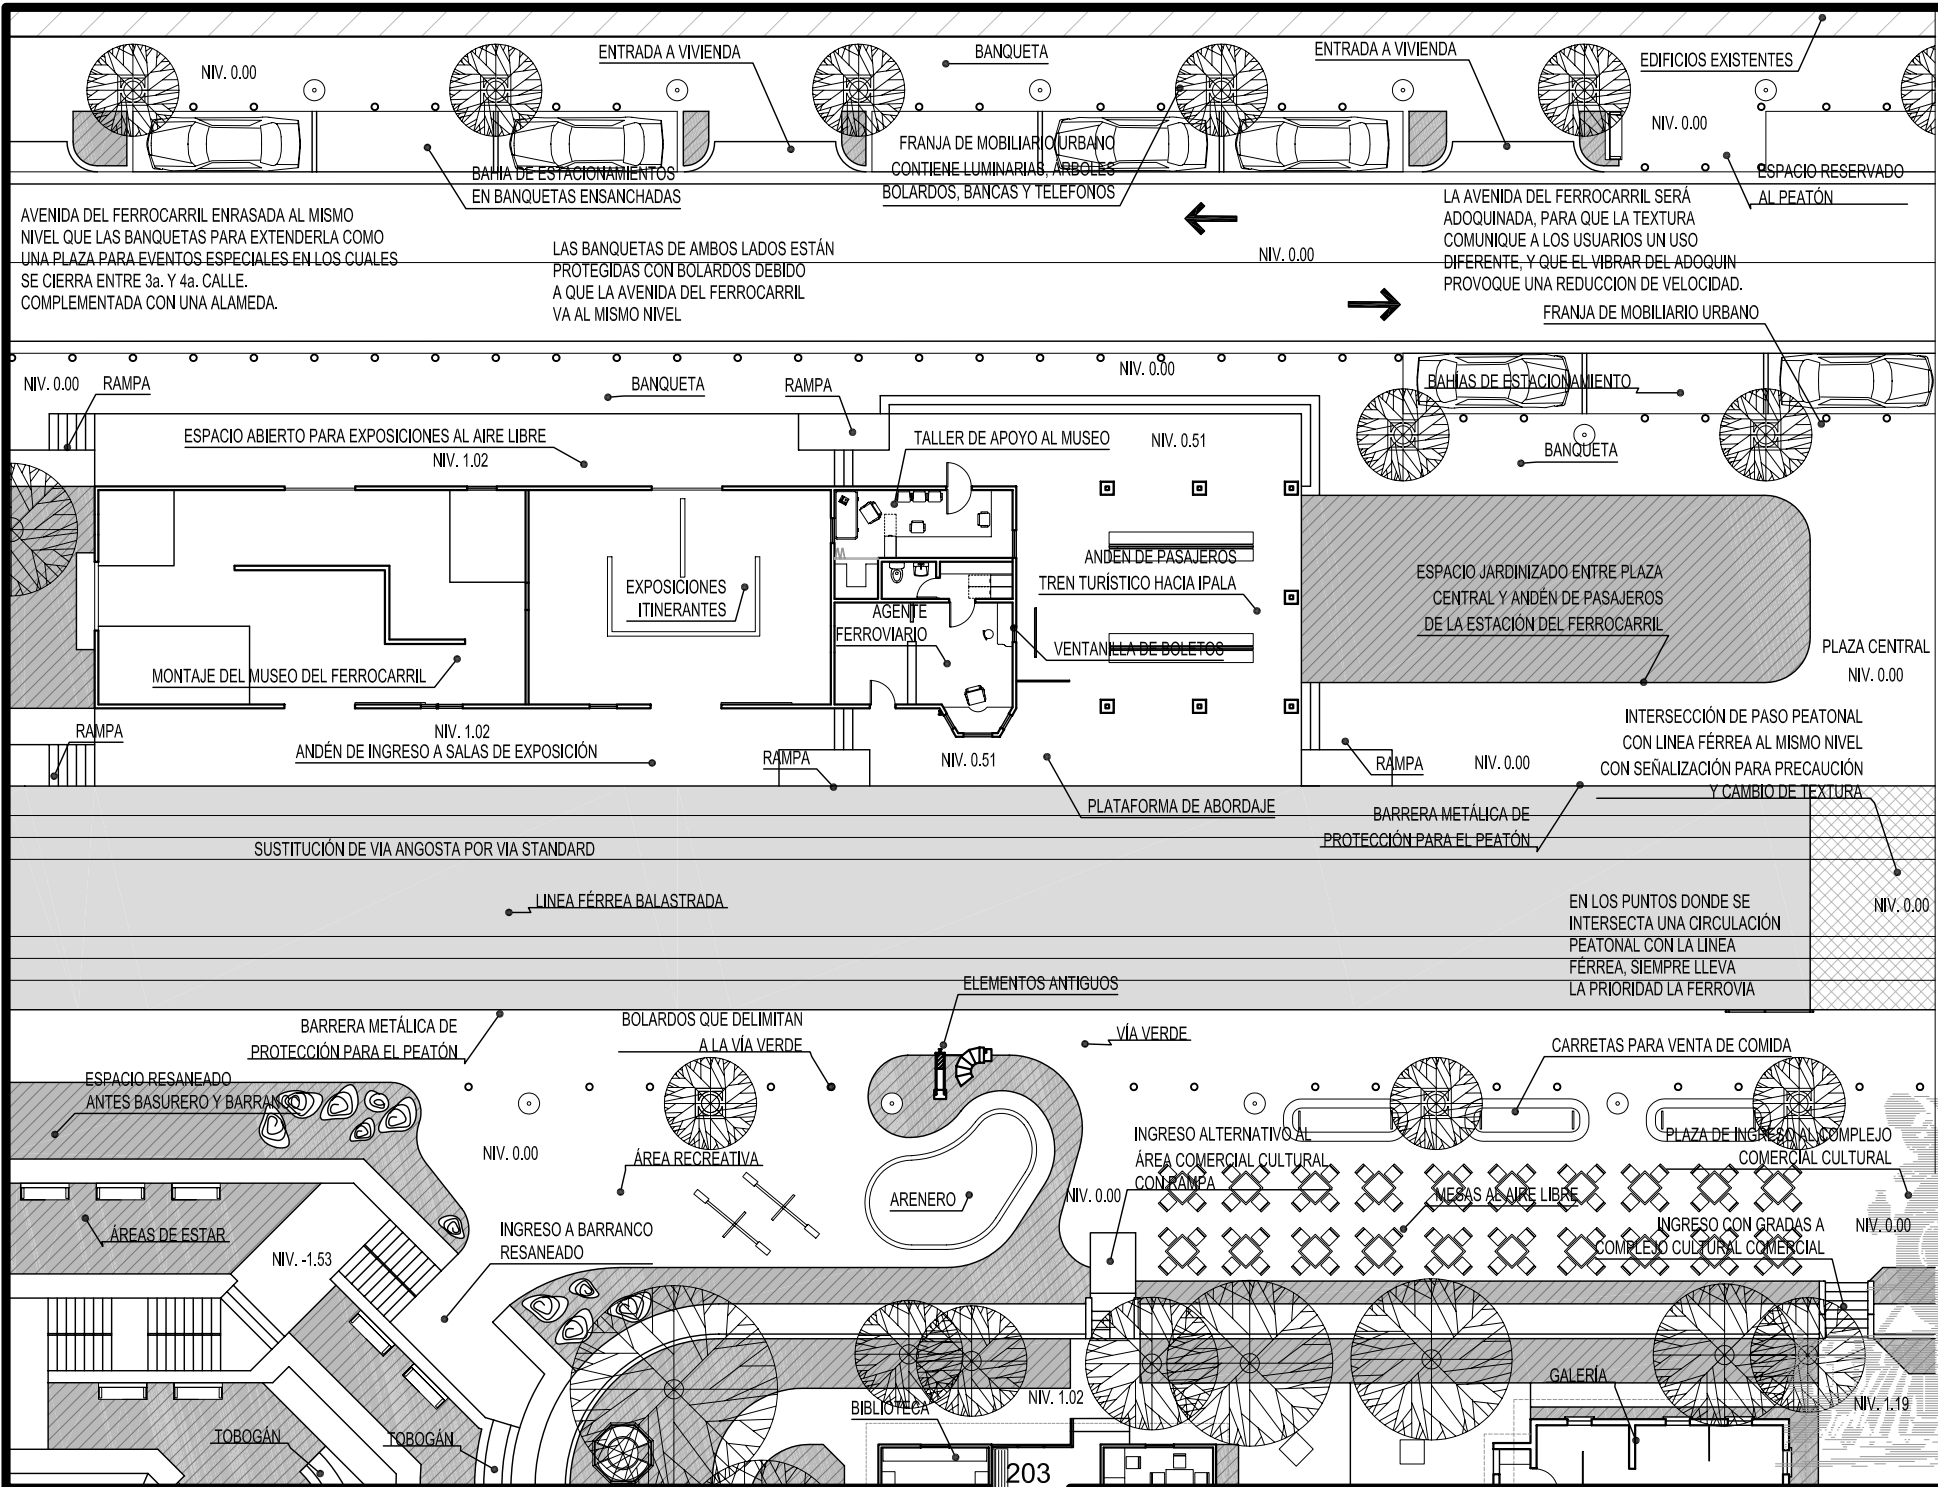 ENTRADA A VIVIENDA
BANQUETA
ENTRADA A VIVIENDA
EDIFICIOS EXISTENTES
NIV. 0.00
NIV. 0.00
FRANJA DE MOBILIARIO URBANO
CONTIENE LUMINARIAS, ÁRBOLES
BOLARDOS, BANCAS Y TELEFONOS
BAHIA DE ESTACIONAMIENTOS
EN BANQUETAS ENSANCHADAS
ESPACIO RESERVADO
AL PEATÓN
AVENIDA DEL FERROCARRIL ENRASADA AL MISMO
NIVEL QUE LAS BANQUETAS PARA EXTENDERLA COMO
UNA PLAZA PARA EVENTOS ESPECIALES EN LOS CUALES
SE CIERRA ENTRE 3a. Y 4a. CALLE.
COMPLEMENTADA CON UNA ALAMEDA.
LAS BANQUETAS DE AMBOS LADOS ESTÁN
PROTEGIDAS CON BOLARDOS DEBIDO
A QUE LA AVENIDA DEL FERROCARRIL
VA AL MISMO NIVEL
NIV. 0.00
LA AVENIDA DEL FERROCARRIL SERÁ
ADOQUINADA, PARA QUE LA TEXTURA
COMUNIQUE A LOS USUARIOS UN USO
DIFERENTE, Y QUE EL VIBRAR DEL ADOQUIN
PROVOQUE UNA REDUCCION DE VELOCIDAD.
FRANJA DE MOBILIARIO URBANO
NIV. 0.00
RAMPA
BANQUETA
RAMPA
NIV. 0.00
BAHÍAS DE ESTACIONAMIENTO
ESPACIO ABIERTO PARA EXPOSICIONES AL AIRE LIBRE
NIV. 1.02
TALLER DE APOYO AL MUSEO
NIV. 0.51
BANQUETA
ANDÉN DE PASAJEROS
TREN TURÍSTICO HACIA IPALA
EXPOSICIONES
ITINERANTES
AGENTE
FERROVIARIO
VENTANILLA DE BOLETOS
ESPACIO JARDINIZADO ENTRE PLAZA
CENTRAL Y ANDÉN DE PASAJEROS
DE LA ESTACIÓN DEL FERROCARRIL
PLAZA CENTRAL
NIV. 0.00
MONTAJE DEL MUSEO DEL FERROCARRIL
RAMPA
NIV. 1.02
ANDÉN DE INGRESO A SALAS DE EXPOSICIÓN
RAMPA
NIV. 0.51
RAMPA
NIV. 0.00
INTERSECCIÓN DE PASO PEATONAL
CON LINEA FÉRREA AL MISMO NIVEL
CON SEÑALIZACIÓN PARA PRECAUCIÓN
Y CAMBIO DE TEXTURA
PLATAFORMA DE ABORDAJE
BARRERA METÁLICA DE
PROTECCIÓN PARA EL PEATÓN
SUSTITUCIÓN DE VIA ANGOSTA POR VIA STANDARD
LINEA FÉRREA BALASTRADA
EN LOS PUNTOS DONDE SE
INTERSECTA UNA CIRCULACIÓN
PEATONAL CON LA LINEA
FÉRREA, SIEMPRE LLEVA
LA PRIORIDAD LA FERROVIA
NIV. 0.00
ELEMENTOS ANTIGUOS
BARRERA METÁLICA DE
PROTECCIÓN PARA EL PEATÓN
BOLARDOS QUE DELIMITAN
A LA VÍA VERDE
VÍA VERDE
CARRETAS PARA VENTA DE COMIDA
ESPACIO RESANEADO
ANTES BASURERO Y BARRANCO
NIV. 0.00
ÁREA RECREATIVA
ARENERO
INGRESO ALTERNATIVO AL
ÁREA COMERCIAL CULTURAL
CON RAMPA
NIV. 0.00
PLAZA DE INGRESO AL COMPLEJO
COMERCIAL CULTURAL
MESAS AL AIRE LIBRE
ÁREAS DE ESTAR
NIV. -1.53
INGRESO A BARRANCO
RESANEADO
INGRESO CON GRADAS A
COMPLEJO CULTURAL COMERCIAL
NIV. 0.00
TOBOGÁN
TOBOGÁN
BIBLIOTECA
NIV. 1.02
GALERÍA
NIV. 1.19
203